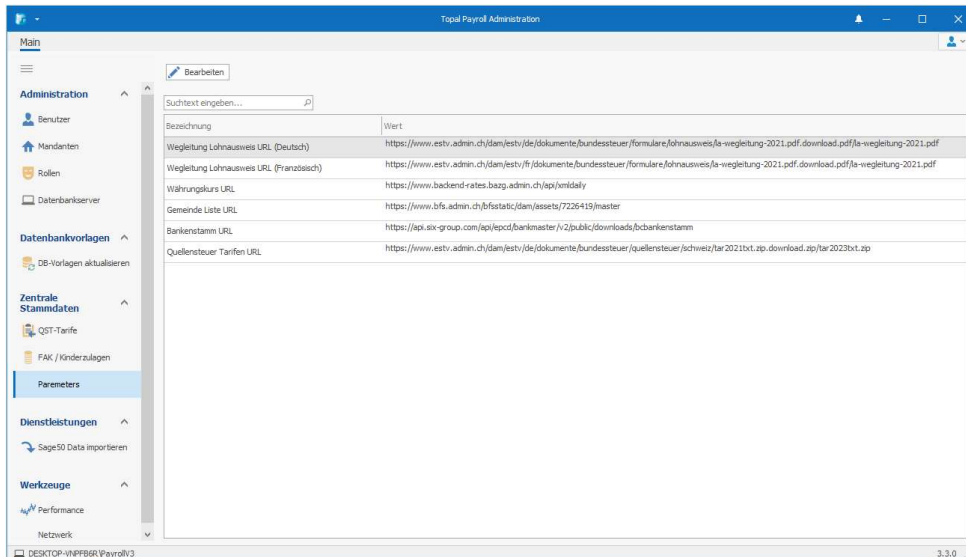 Topal Payroll Administration
Main
Administration
Benutzer
Mandanten
Rollen
Datenbankserver
Datenbankvorlagen
DB-Vorlagen aktualisieren
Zentrale
Stammdaten
QST-Tarife
FAK / Kinderzulagen
Paremeters
Dienstleistungen
Sage50 Data importieren
Werkzeuge
Performance
Netzwerk
Bearbeiten
Suchtext eingeben...
Bezeichnung Wert
Wegleitung Lohnausweis URL (Deutsch) https://www.estv.admin.ch/dam/estv/de/dokumente/bundessteuer/formulare/lohnausweis/la-wegleitung-2021.pdf.download.pdf/la-wegleitung-2021.pdf
Wegleitung Lohnausweis URL (Französisch) https://www.estv.admin.ch/dam/estv/fr/dokumente/bundessteuer/formulare/lohnausweis/la-wegleitung-2021.pdf.download.pdf/la-wegleitung-2021.pdf
Währungskurs URL https://www.backend-rates.bazg.admin.ch/api/xmldaily
Gemeinde Liste URL https://www.bfs.admin.ch/bfsstatic/dam/assets/7226419/master
Bankenstamm URL https://api.six-group.com/api/epcd/bankmaster/v2/public/downloads/bcbankenstamm
Quellensteuer Tarifen URL https://www.estv.admin.ch/dam/estv/de/dokumente/bundessteuer/quellensteuer/schweiz/tar2021txt.zip.download.zip/tar2023txt.zip
DESKTOP-VNPFB6R\PayrollV3 3.3.0